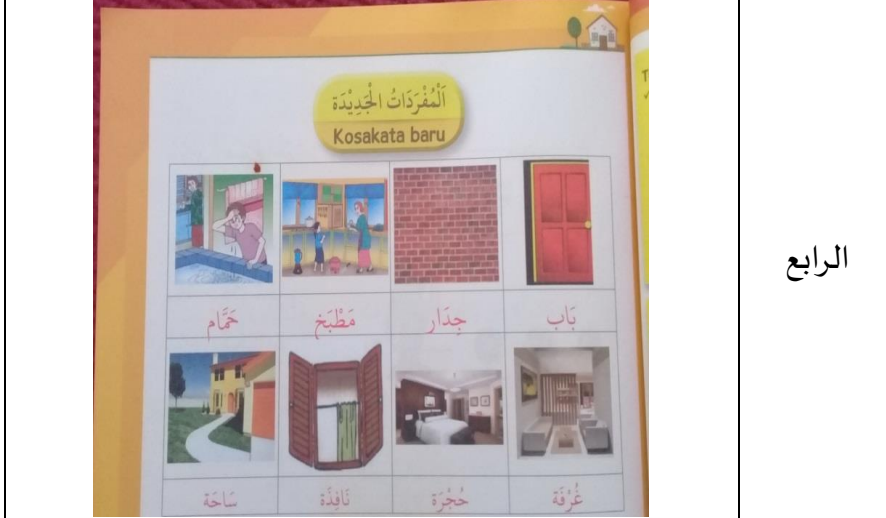 اَلْمُفْرَدَاتُ الْجَدِيْدَة
Kosakata baru
بَاب جِدَار مَطْبَخ حَمَّام
غُرْفَة حُجْرَة نَافِذَة سَاحَة
الرابع